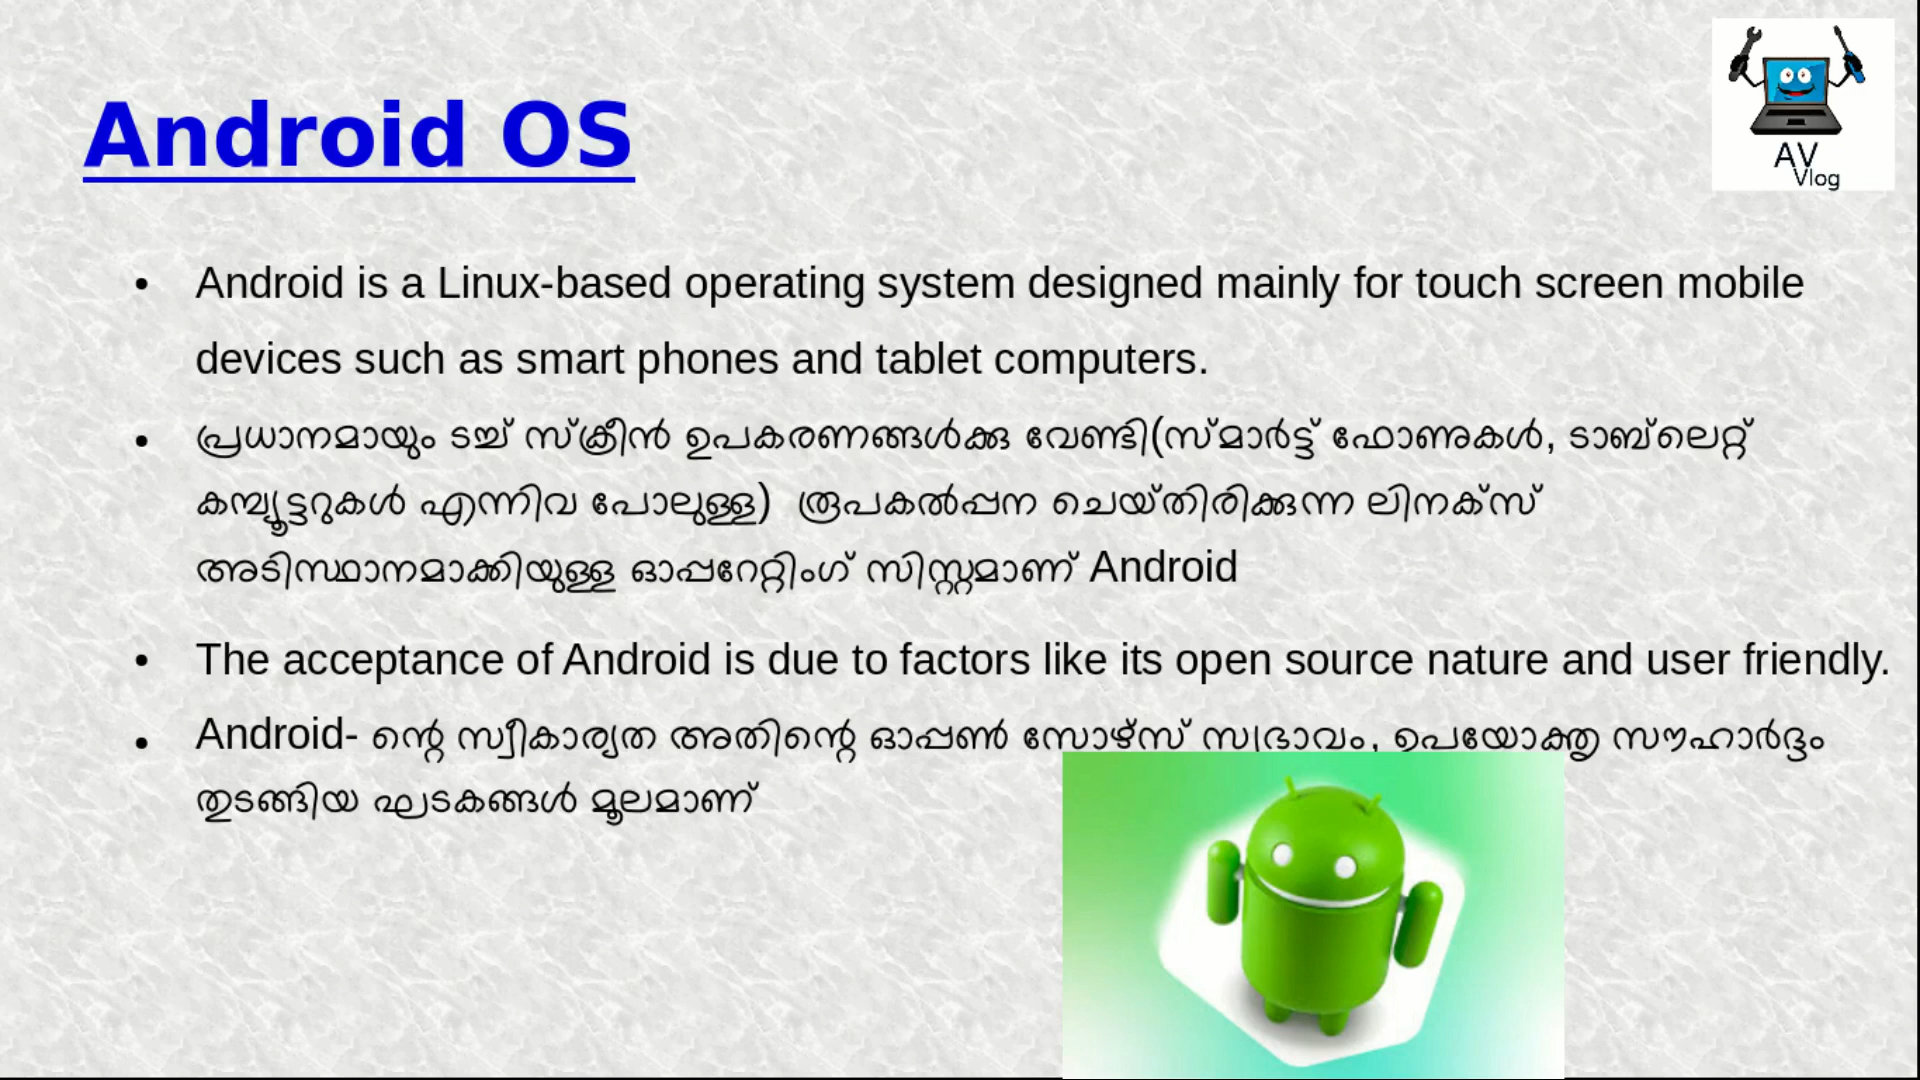 AV
Vlog
Android OS
• Android is a Linux-based operating system designed mainly for touch screen mobile
devices such as smart phones and tablet computers.
• പ്രധാനമായും ടച്ച് സ്ക്രീൻ ഉപകരണങ്ങൾക്കു വേണ്ടി(സ്മാർട്ട് ഫോണുകൾ, ടാബ്‌ലെറ്റ്
കമ്പ്യൂട്ടറുകൾ എന്നിവ പോലുള്ള) രൂപകൽപ്പന ചെയ്‌തിരിക്കുന്ന ലിനക്സ്
അടിസ്ഥാനമാക്കിയുള്ള ഓപ്പറേറ്റിംഗ് സിസ്റ്റമാണ് Android
• The acceptance of Android is due to factors like its open source nature and user friendly.
• Android- ന്റെ സ്വീകാര്യത അതിന്റെ ഓപ്പൺ സോഴ്സ് സ്വഭാവം, ഉപയോക്തൃ സൗഹാർദ്ദം
തുടങ്ങിയ ഘടകങ്ങൾ മൂലമാണ്